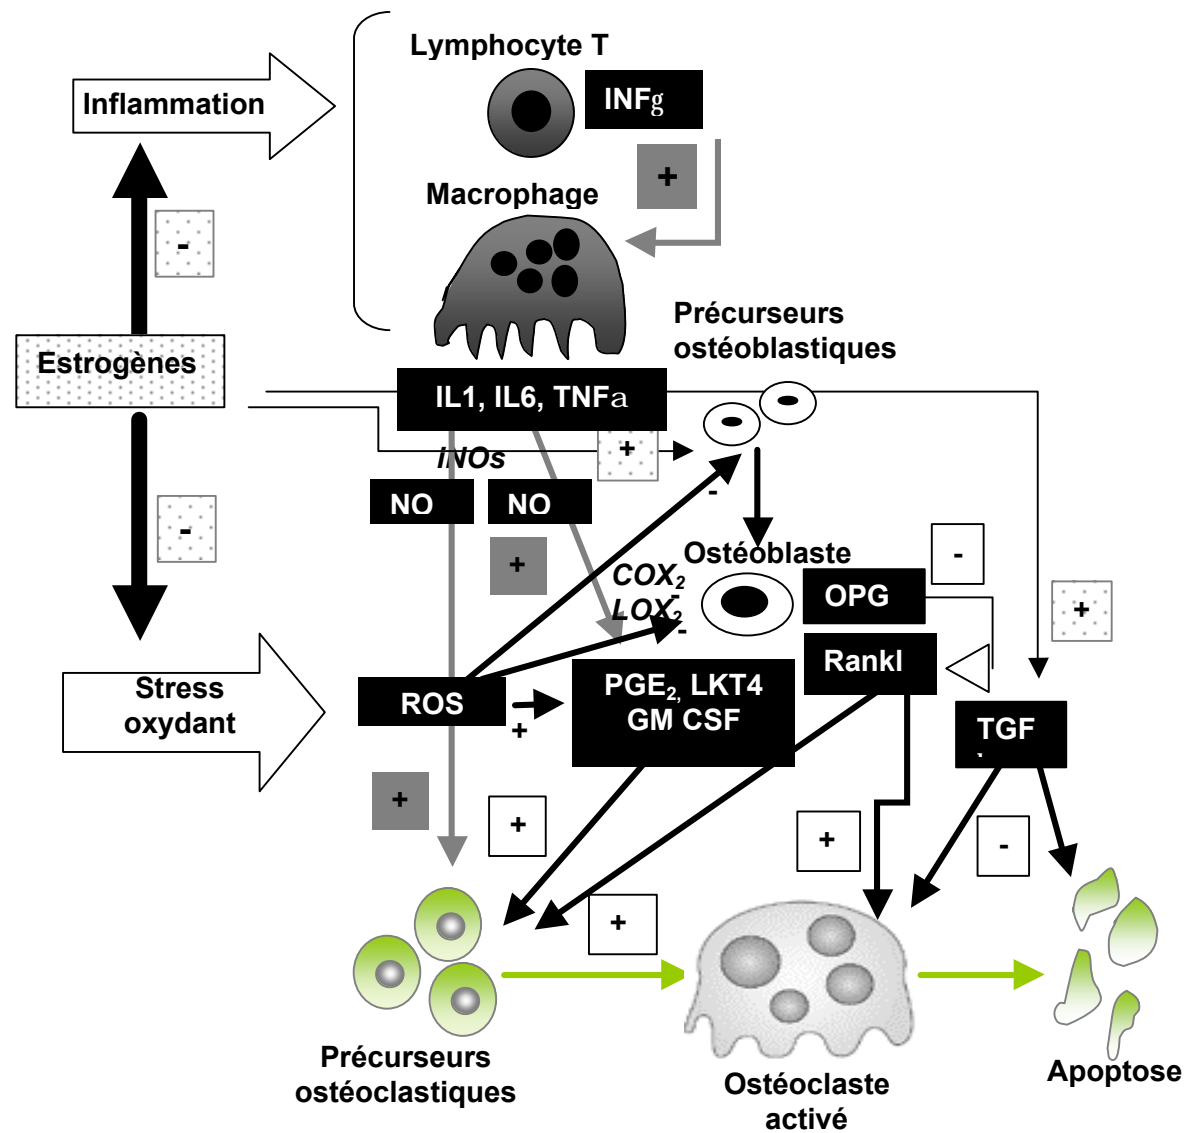 Lymphocyte T
INFg
Inflammation
+
Macrophage
-
Précurseurs
ostéoblastiques
Estrogènes
IL1, IL6, TNFa
+
iNOs
NO
NO
-
-
+
Ostéoblaste
-
COX2
LOX2
-
-
OPG
+
Rankl
Stress
oxydant
ROS
+
PGE2, LKT4
GM CSF
TGF
+
+
+
-
+
Précurseurs
ostéoclastiques
Ostéoclaste
activé
Apoptose